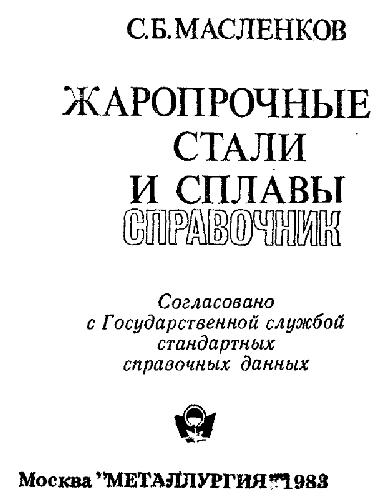 С.Б. МАСЛЕНКОВ
ЖАРОПРОЧНЫЕ
СТАЛИ
И СПЛАВЫ
СПРАВОЧНИК
Согласовано
с Государственной службой
стандартных
справочных данных
Москва "МЕТАЛЛУРГИЯ" 1983